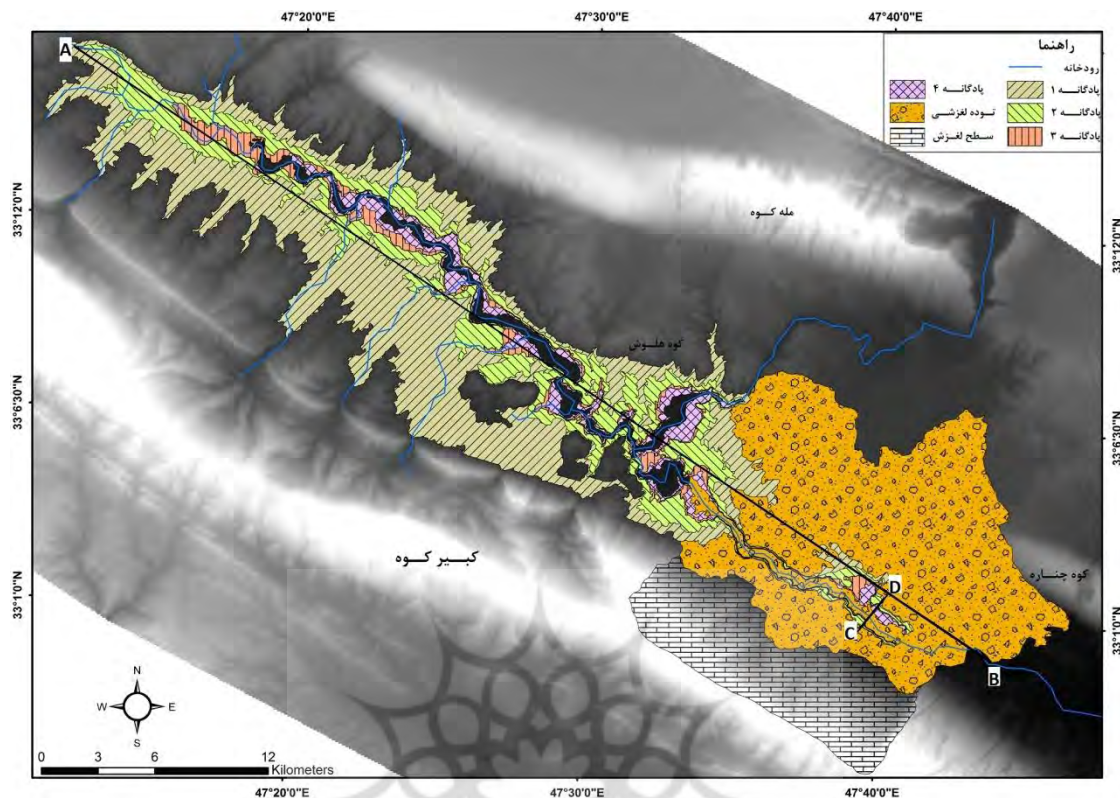 47°20'0"E
47°30'0"E
47°40'0"E
راهنما
رودخانه
پادگانه ۱
پادگانه ۴
پادگانه ۲
توده لغزشی
پادگانه ۳
سطح لغزش
A
33°12'0"N
33°12'0"N
مله کوه
کوه هلوش
33°6'30"N
33°6'30"N
کبیر کوه
کوه چناره
33°1'0"N
33°1'0"N
D
C
B
N
W
E
S
0
3
6
12
Kilometers
47°20'0"E
47°30'0"E
47°40'0"E